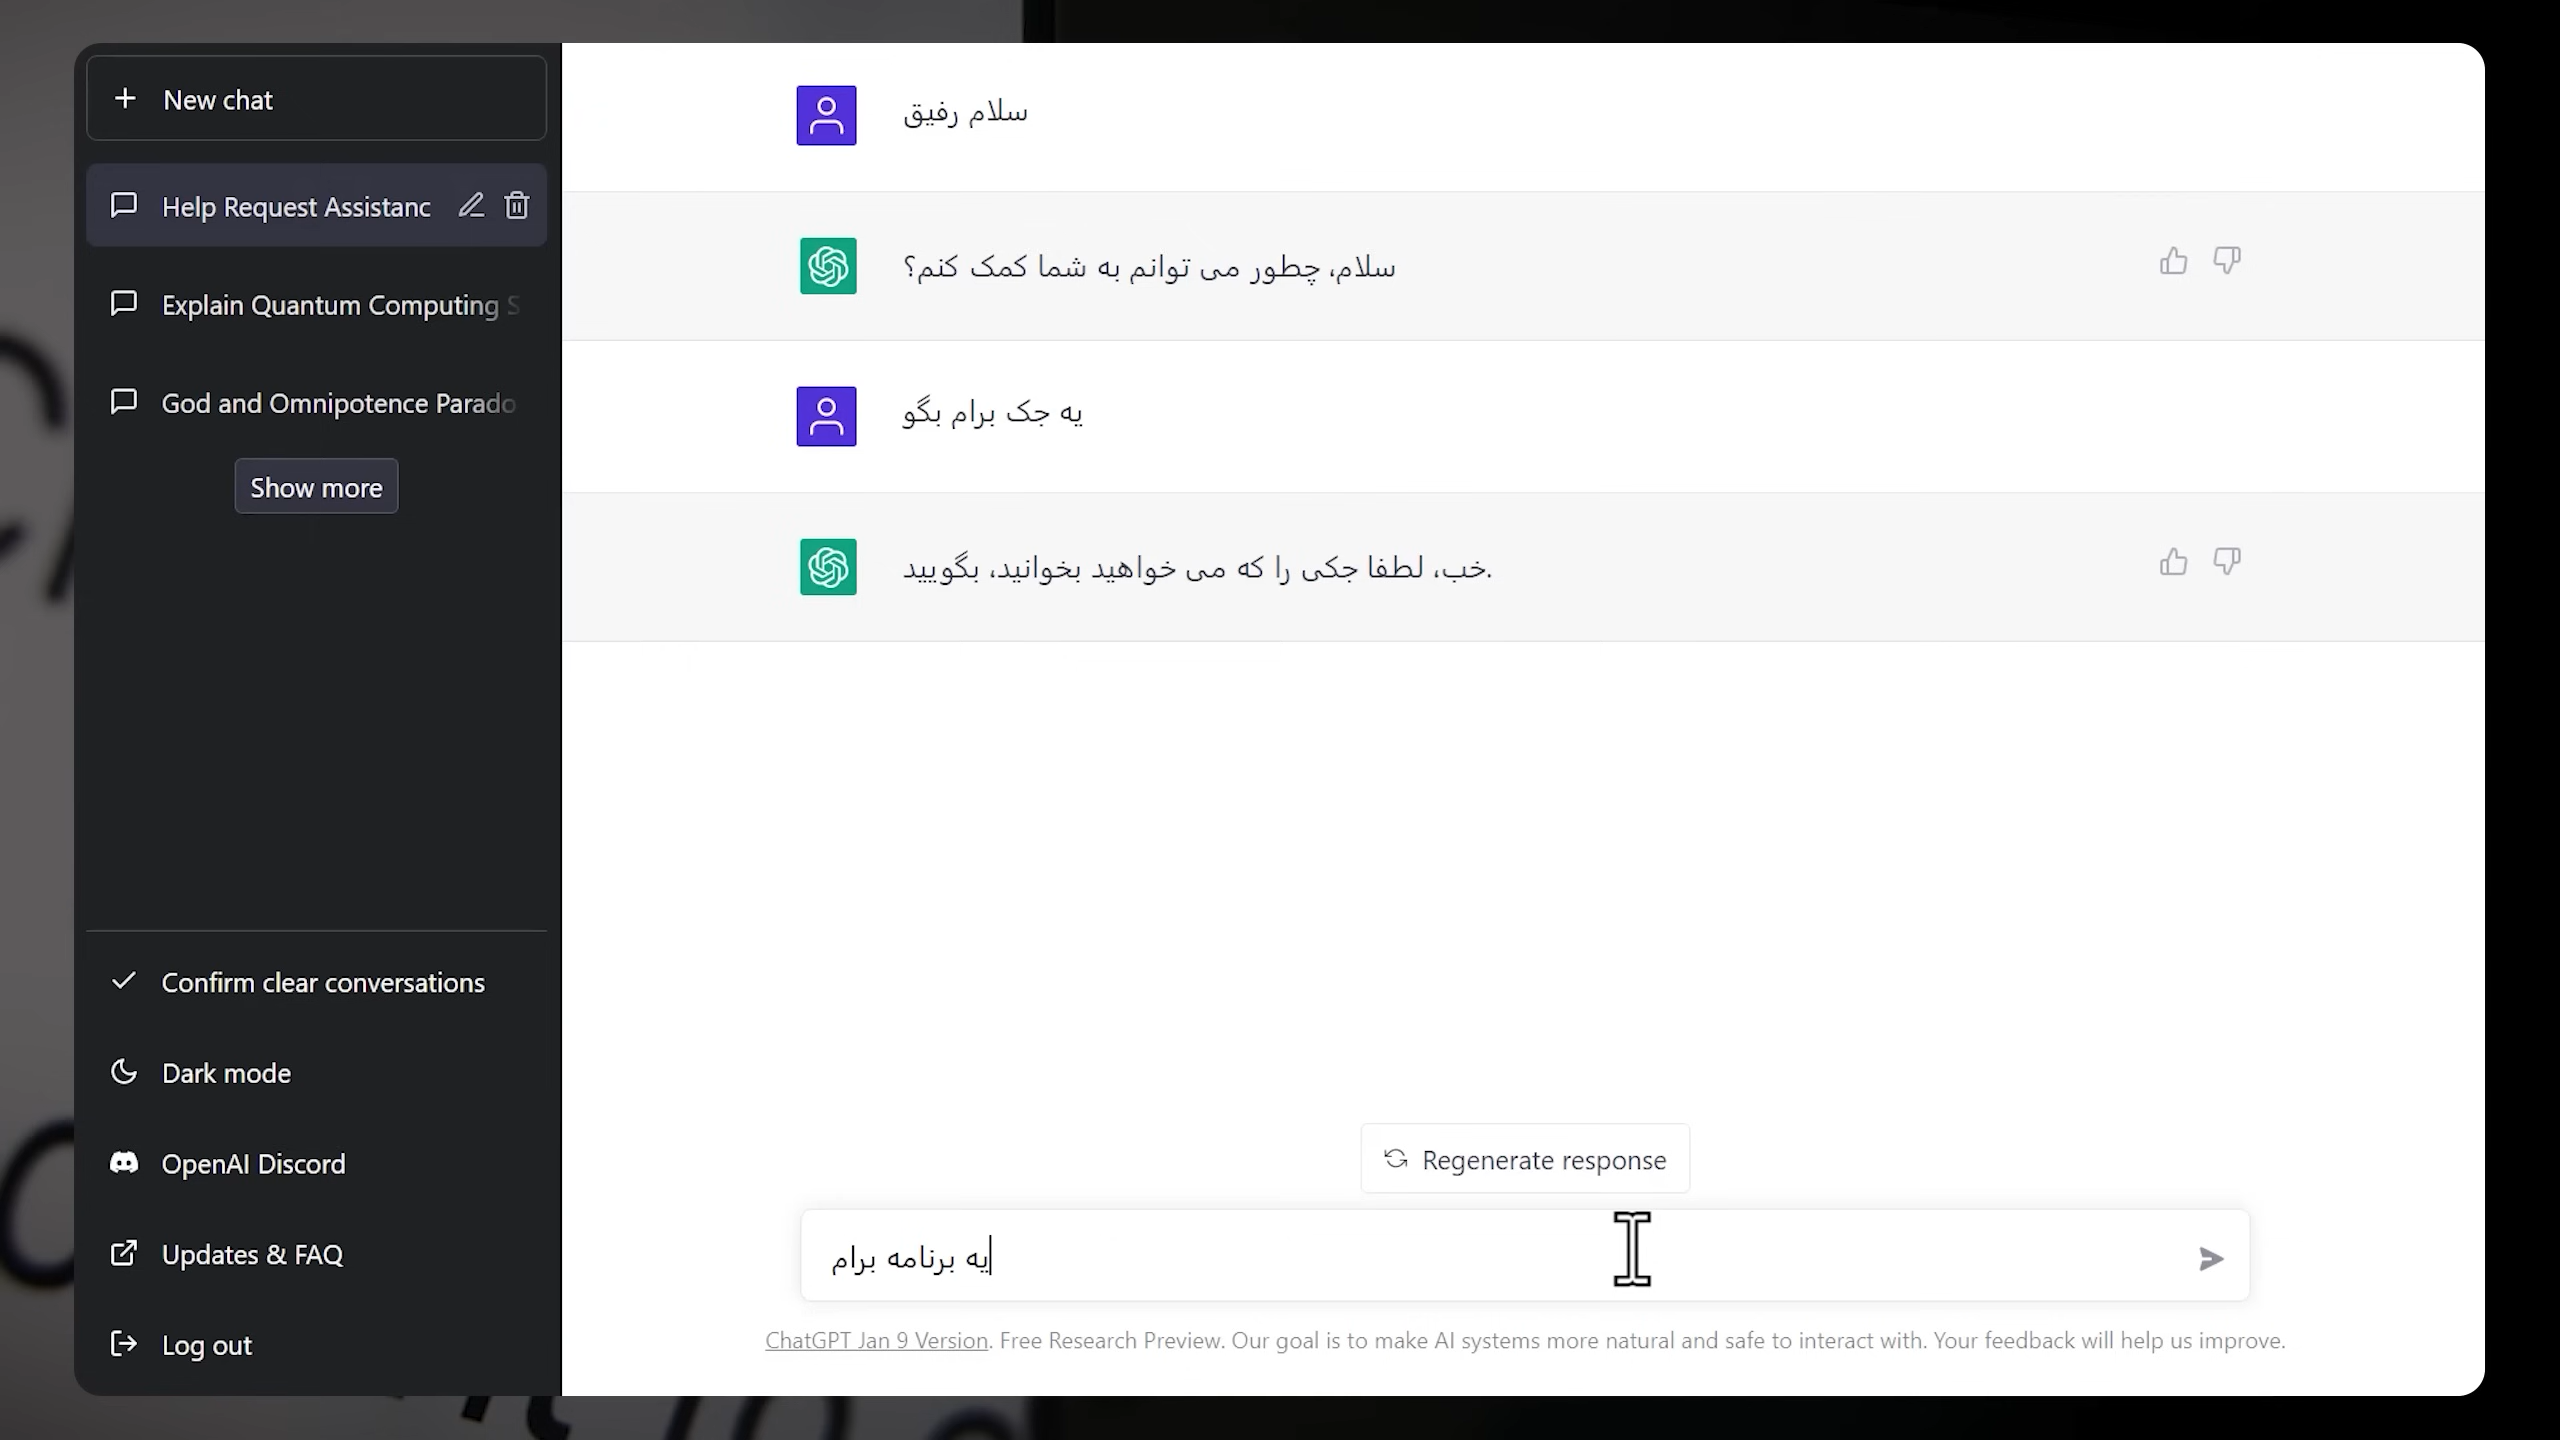 New chat
Help Request Assistanc
Explain Quantum Computing S
God and Omnipotence Parado
Show more
Confirm clear conversations
Dark mode
OpenAI Discord
Updates & FAQ
Log out
سلام رفیق
سلام، چطور می توانم به شما کمک کنم؟
یه جک برام بگو
خب، لطفا جکی را که می خواهید بخوانید، بگویید.
Regenerate response
یه برنامه برام
ChatGPT Jan 9 Version. Free Research Preview. Our goal is to make AI systems more natural and safe to interact with. Your feedback will help us improve.